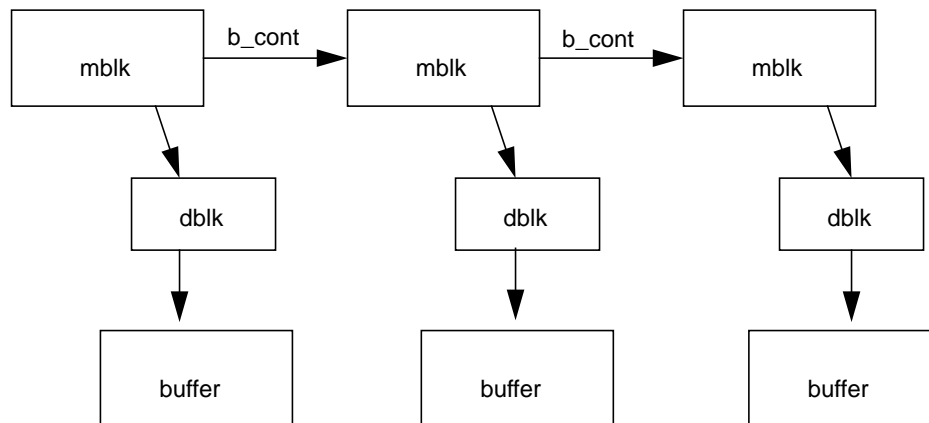 b_cont b_cont
mblk mblk mblk
dblk dblk dblk
buffer buffer buffer